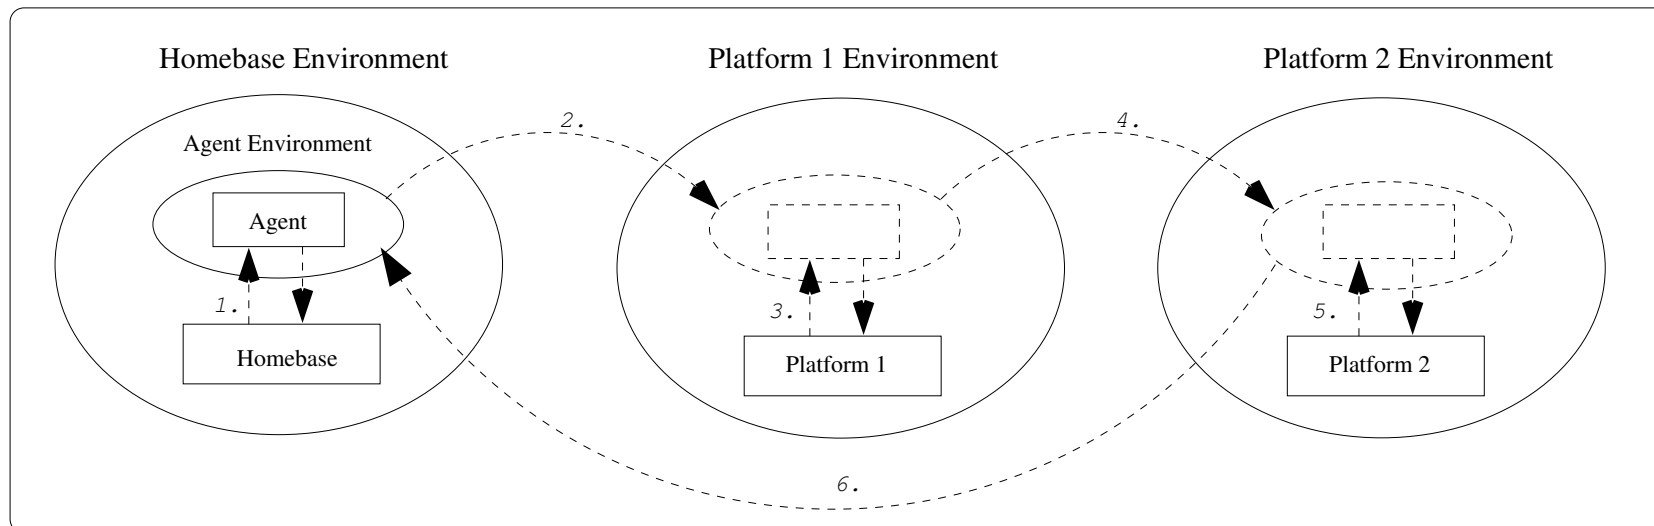 Homebase Environment
Platform 1 Environment
Platform 2 Environment
2.
4.
Agent Environment
Agent
1.
3.
5.
Homebase
Platform 1
Platform 2
6.